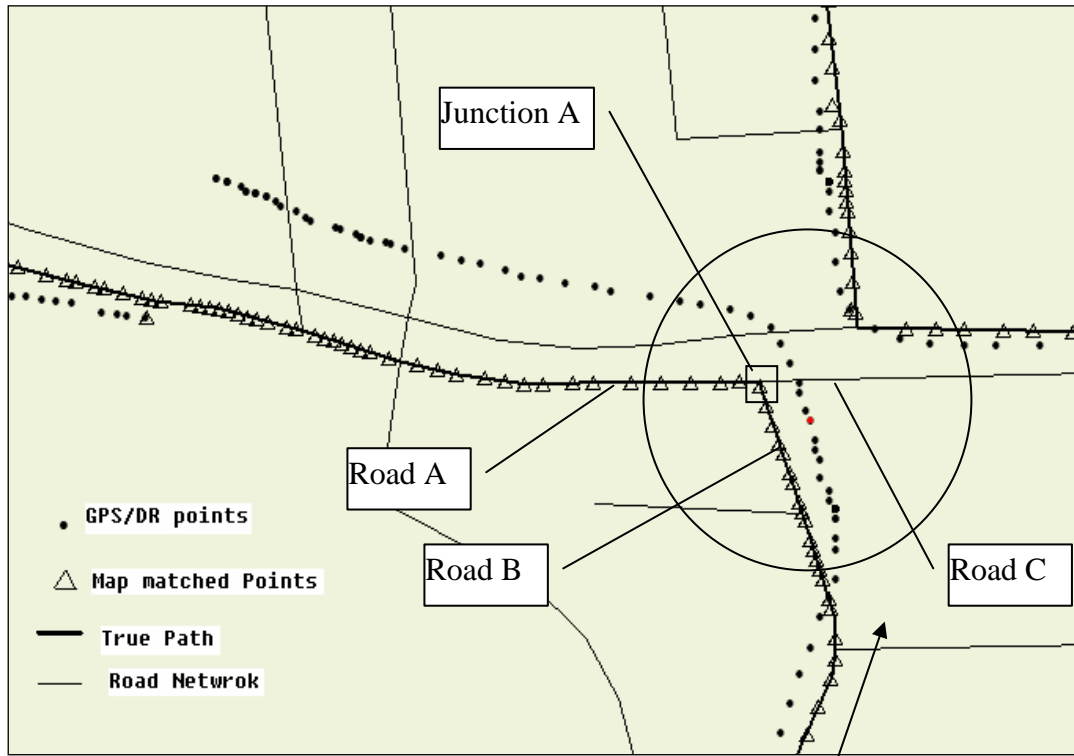 Junction A
Road A
Road B
Road C
GPS/DR points
Map matched Points
True Path
Road Netwrok